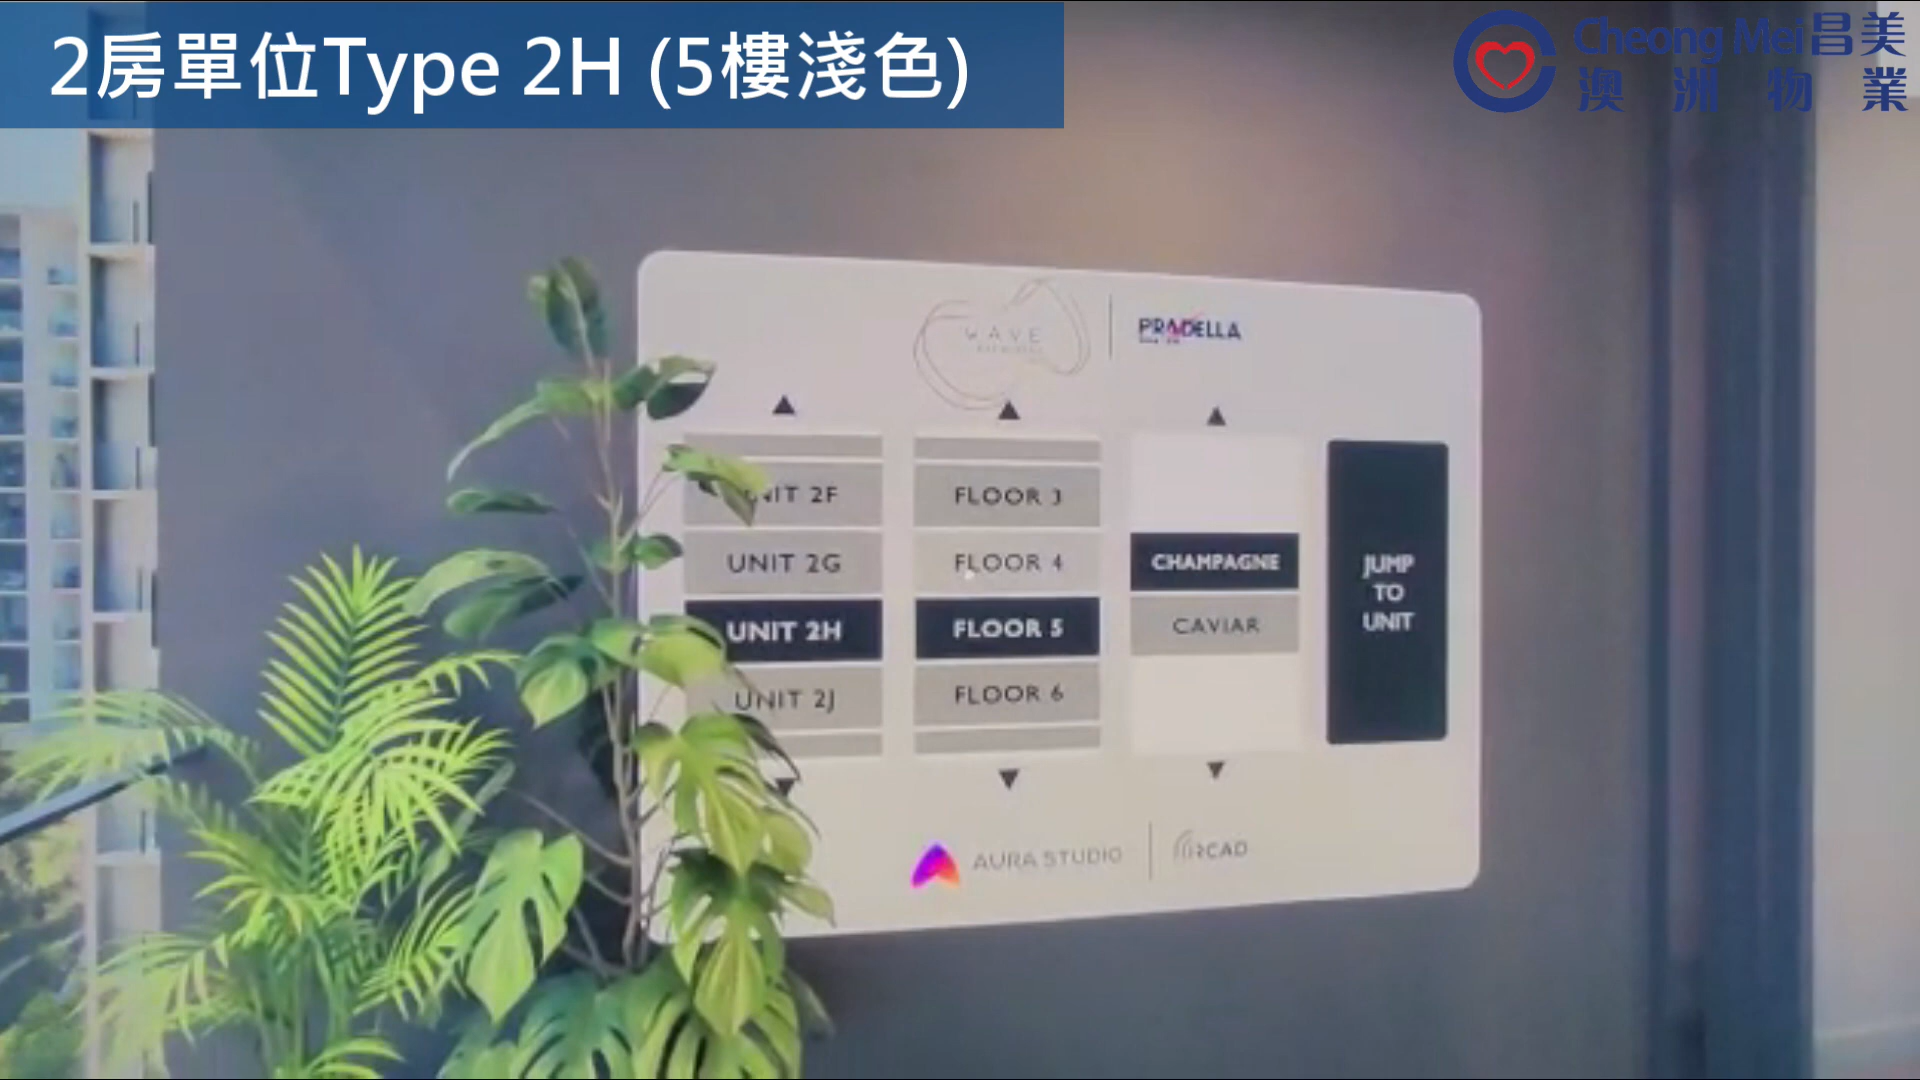 2房單位Type 2H (5樓淺色)
Cheong Mei昌美
澳洲物業
WAVE
PRADELLA
UNIT 2F
FLOOR 3
UNIT 2G
FLOOR 4
CHAMPAGNE
JUMP
TO
UNIT
UNIT 2H
FLOOR 5
CAVIAR
UNIT 2J
FLOOR 6
AURA STUDIO